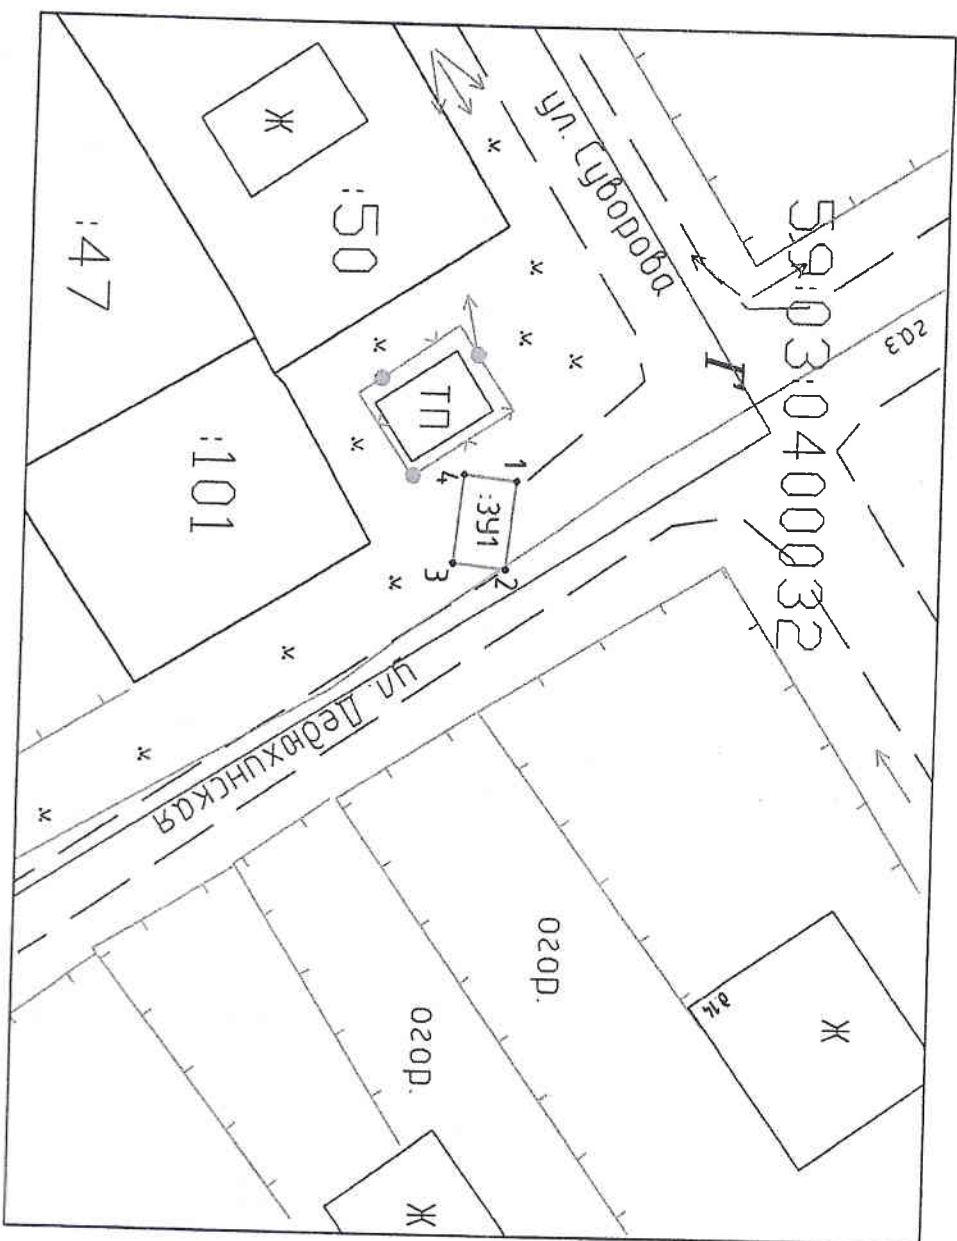 59:03:0400032
газ
ул. Суворова
Т
Ж
:50
:47
ТП
:101
1
:ЗУ1
2
4
3
ул. Дедюхинская
огор.
огор.
д.14
Ж
Ж